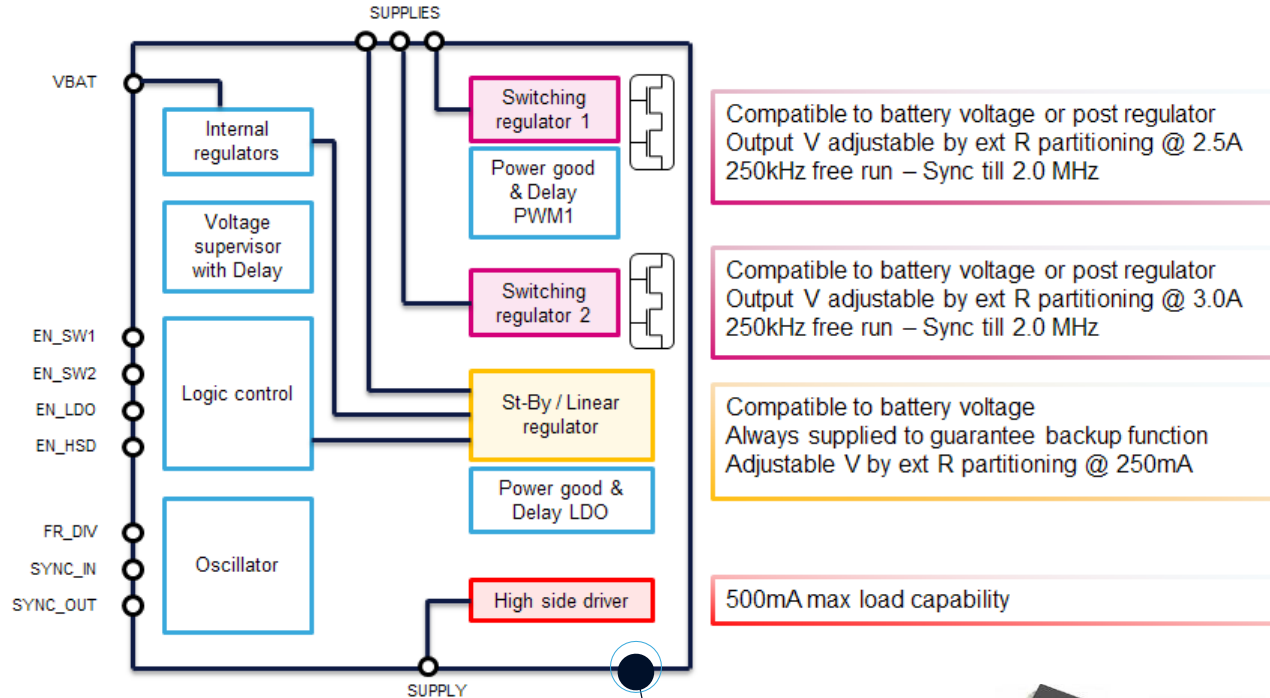 SUPPLIES
VBAT
Internal
regulators
Switching
regulator 1
Power good
& Delay
PWM1
Compatible to battery voltage or post regulator
Output V adjustable by ext R partitioning @ 2.5A
250kHz free run – Sync till 2.0 MHz
Voltage
supervisor
with Delay
Switching
regulator 2
Compatible to battery voltage or post regulator
Output V adjustable by ext R partitioning @ 3.0A
250kHz free run – Sync till 2.0 MHz
EN_SW1
EN_SW2
EN_LDO
EN_HSD
Logic control
St-By / Linear
regulator
Compatible to battery voltage
Always supplied to guarantee backup function
Adjustable V by ext R partitioning @ 250mA
Power good &
Delay LDO
FR_DIV
SYNC_IN
SYNC_OUT
Oscillator
High side driver
500mA max load capability
SUPPLY